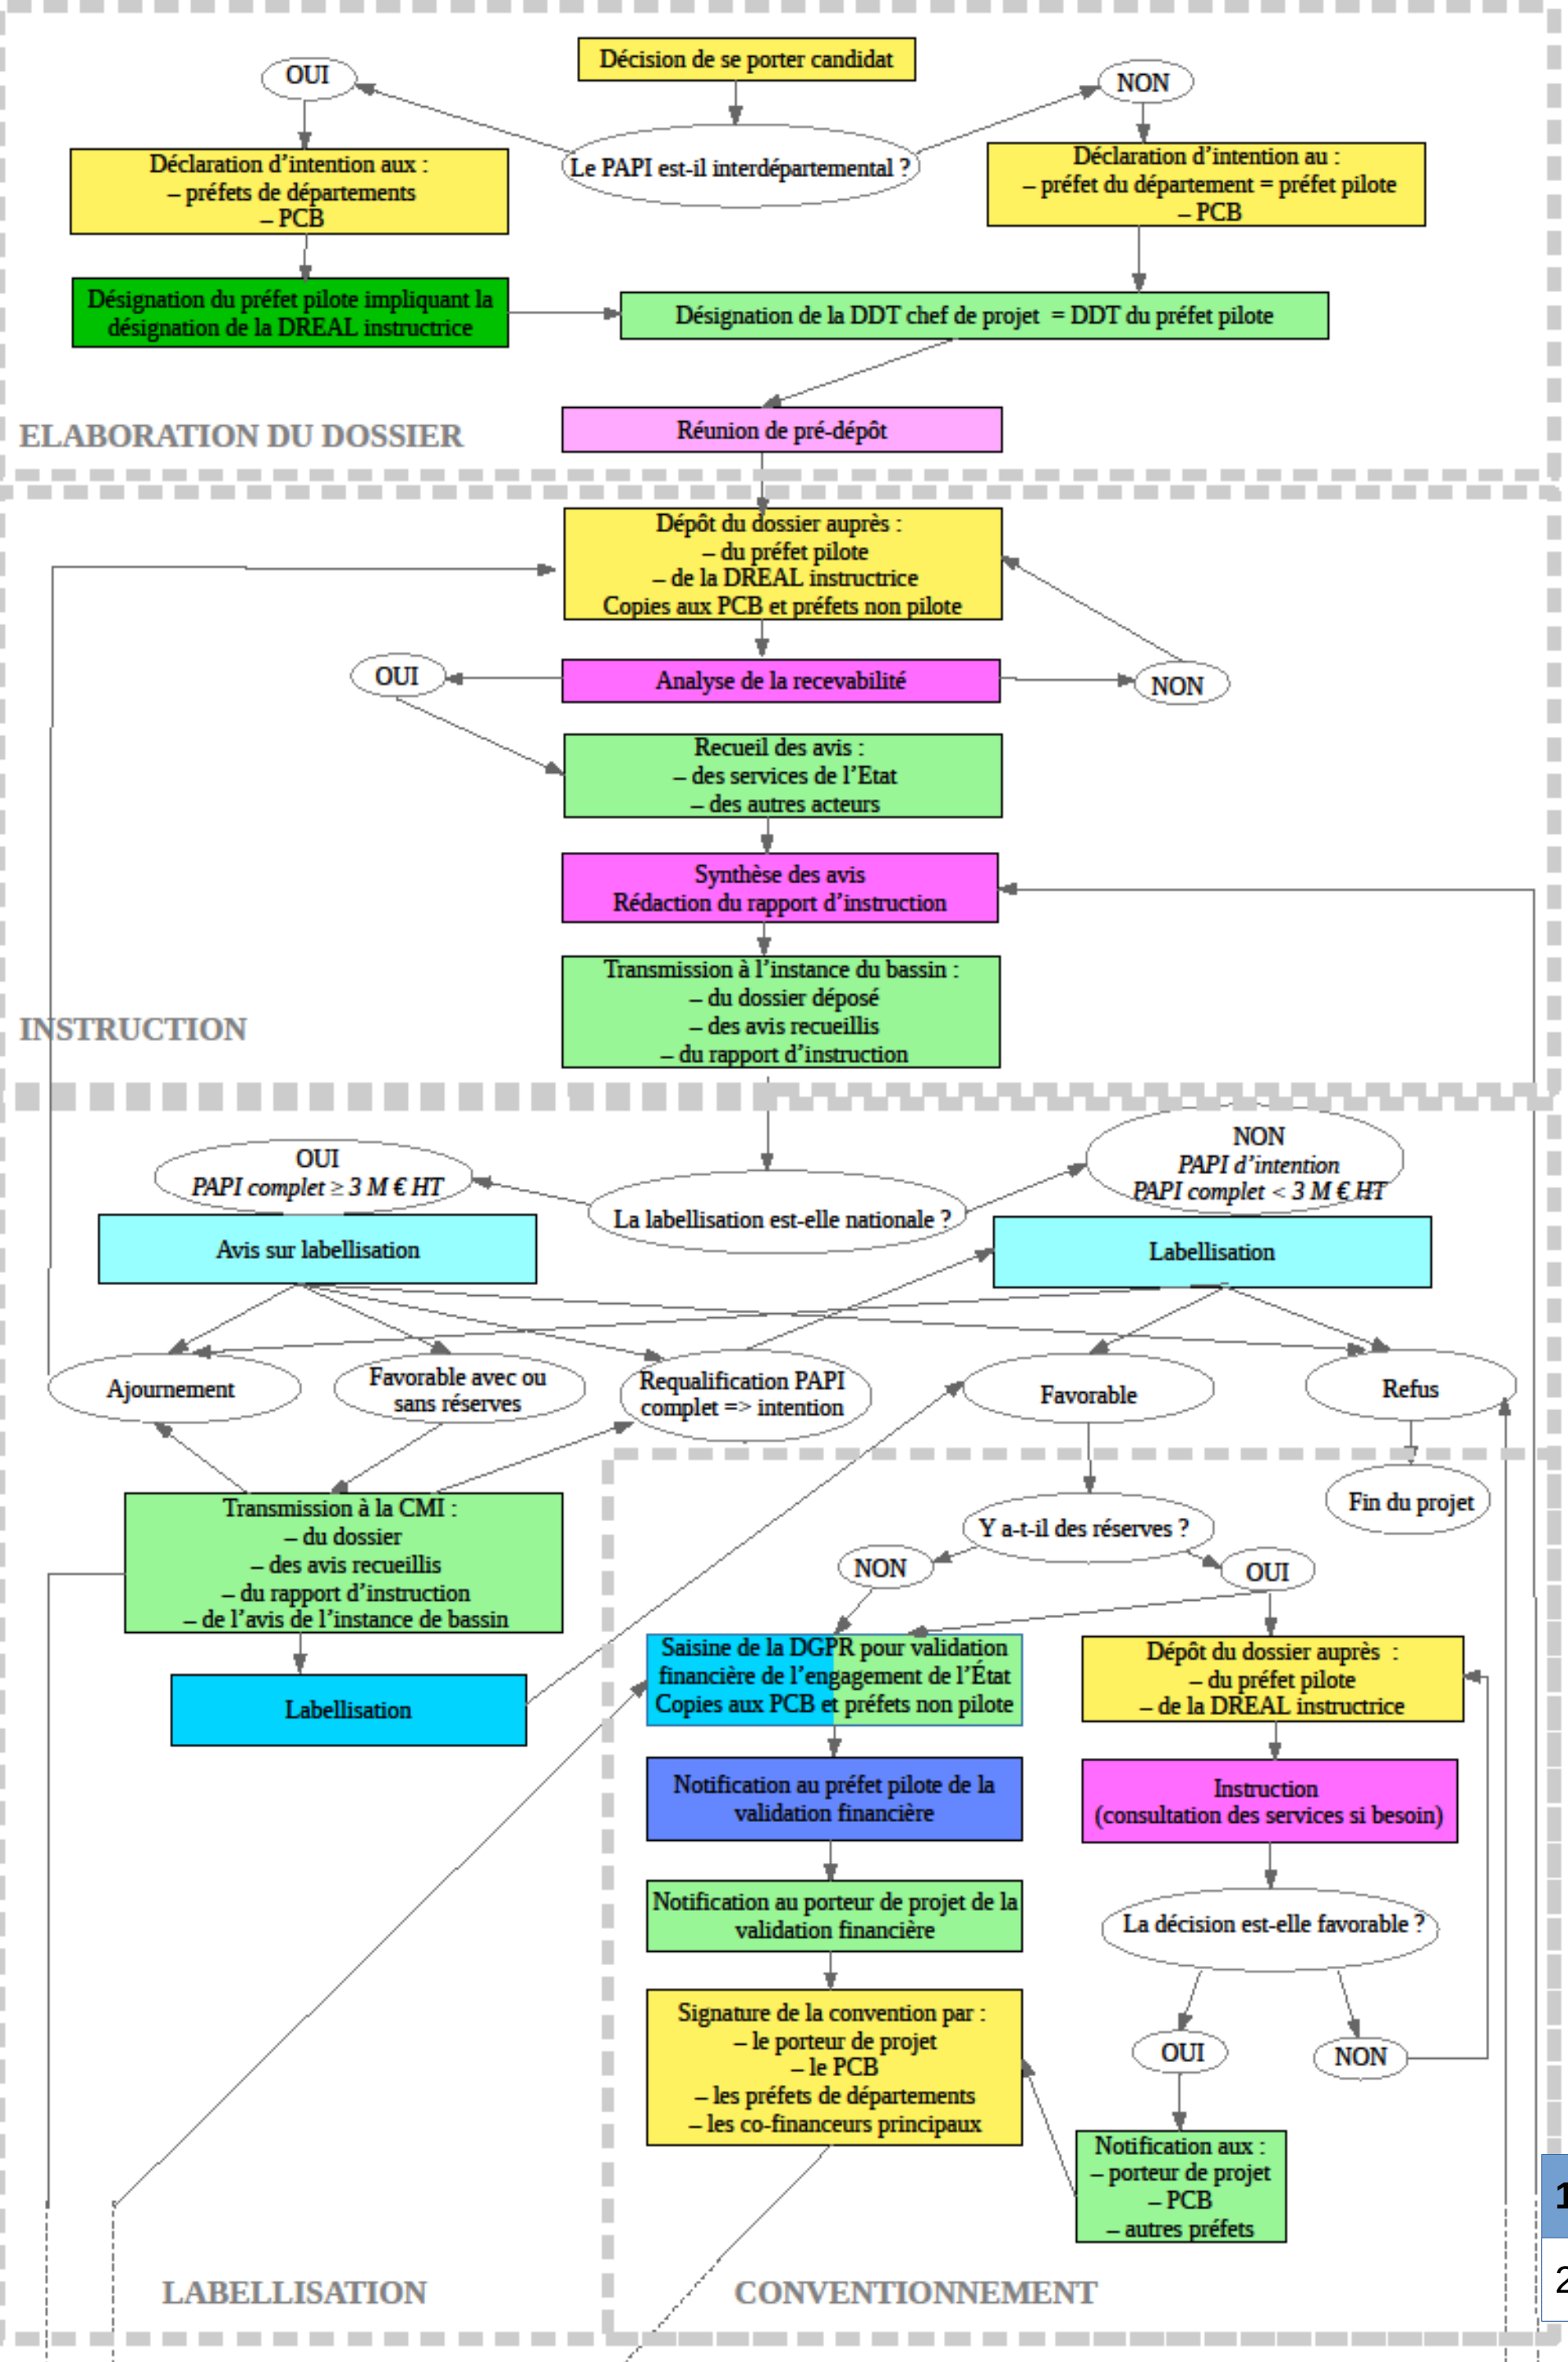 Décision de se porter candidat
OUI
NON
Le PAPI est-il interdépartemental ?
Déclaration d’intention aux :
– préfets de départements
– PCB
Déclaration d’intention au :
– préfet du département = préfet pilote
– PCB
Désignation du préfet pilote impliquant la
désignation de la DREAL instructrice
Désignation de la DDT chef de projet = DDT du préfet pilote
Réunion de pré-dépôt
ELABORATION DU DOSSIER
Dépôt du dossier auprès :
– du préfet pilote
– de la DREAL instructrice
Copies aux PCB et préfets non pilote
OUI
Analyse de la recevabilité
NON
Recueil des avis :
– des services de l’Etat
– des autres acteurs
Synthèse des avis
Rédaction du rapport d’instruction
Transmission à l’instance du bassin :
– du dossier déposé
– des avis recueillis
– du rapport d’instruction
INSTRUCTION
OUI
PAPI complet ≥ 3 M € HT
La labellisation est-elle nationale ?
NON
PAPI d’intention
PAPI complet < 3 M € HT
Avis sur labellisation
Labellisation
Ajournement
Favorable avec ou
sans réserves
Requalification PAPI
complet => intention
Favorable
Refus
Fin du projet
Transmission à la CMI :
– du dossier
– des avis recueillis
– du rapport d’instruction
– de l’avis de l’instance de bassin
Labellisation
Y a-t-il des réserves ?
NON
OUI
Saisine de la DGPR pour validation
financière de l’engagement de l’État
Copies aux PCB et préfets non pilote
Dépôt du dossier auprès :
– du préfet pilote
– de la DREAL instructrice
Notification au préfet pilote de la
validation financière
Instruction
(consultation des services si besoin)
Notification au porteur de projet de la
validation financière
La décision est-elle favorable ?
Signature de la convention par :
– le porteur de projet
– le PCB
– les préfets de départements
– les co-financeurs principaux
OUI
NON
Notification aux :
– porteur de projet
– PCB
– autres préfets
1
2
LABELLISATION
CONVENTIONNEMENT